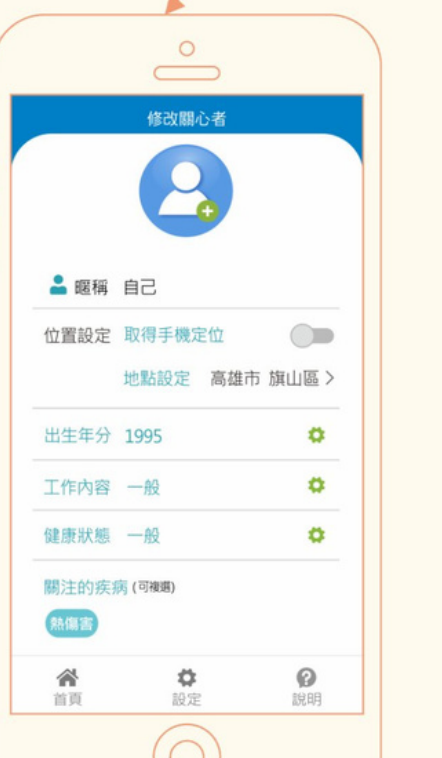 修改關心者
暱稱 自己
位置設定 取得手機定位
地點設定 高雄市 旗山區 >
出生年分 1995
工作內容 一般
健康狀態 一般
關注的疾病 (可複選)
熱傷害
首頁 設定 說明